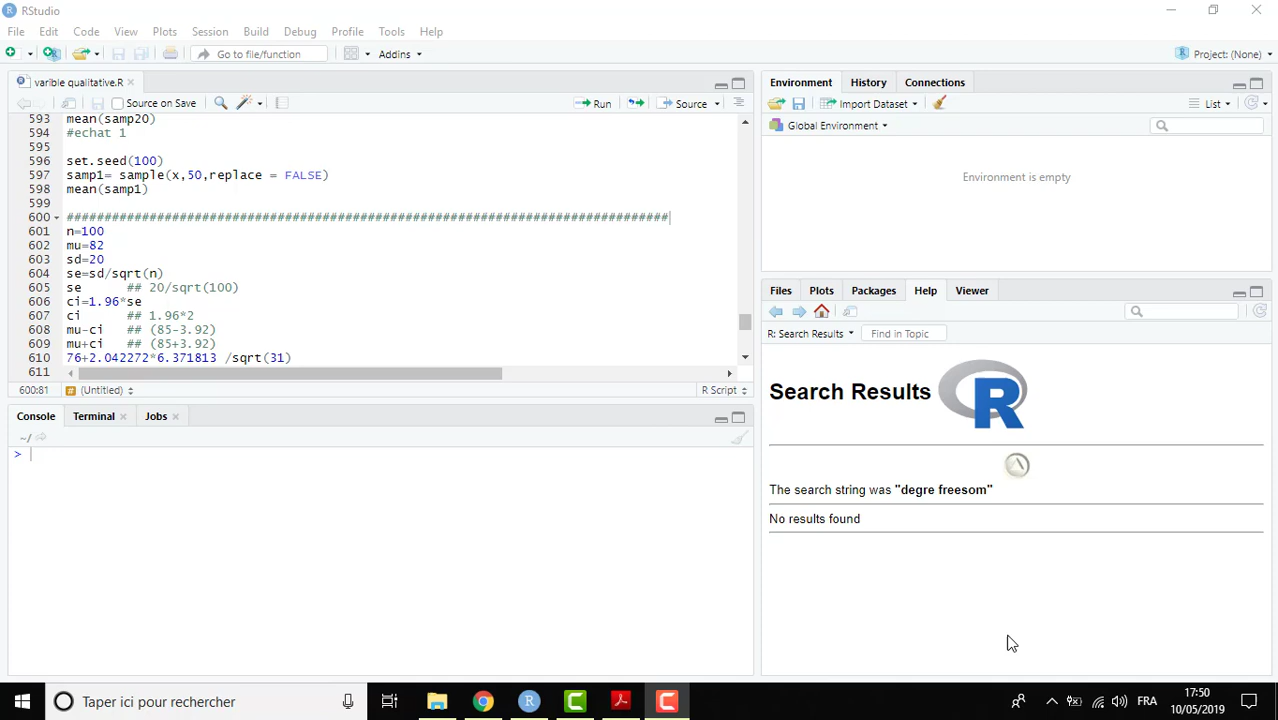 RStudio
File Edit Code View Plots Session Build Debug Profile Tools Help
Go to file/function Addins Project: (None)
varible qualitative.R
Source on Save Run Source
593 mean(samp20)
594 #echat 1
595
596 set.seed(100)
597 samp1= sample(x,50,replace = FALSE)
598 mean(samp1)
599
600 ################################################################################
601 n=100
602 mu=82
603 sd=20
604 se=sd/sqrt(n)
605 se ## 20/sqrt(100)
606 ci=1.96*se
607 ci ## 1.96*2
608 mu-ci ## (85-3.92)
609 mu+ci ## (85+3.92)
610 76+2.042272*6.371813 /sqrt(31)
611
600:81 # (Untitled) R Script
Console Terminal Jobs
~/
>
Environment History Connections
Import Dataset List
Global Environment
Environment is empty
Files Plots Packages Help Viewer
R: Search Results Find in Topic
Search Results R
The search string was "degre freesom"
No results found
Taper ici pour rechercher
R
C
C
FRA
17:50
10/05/2019